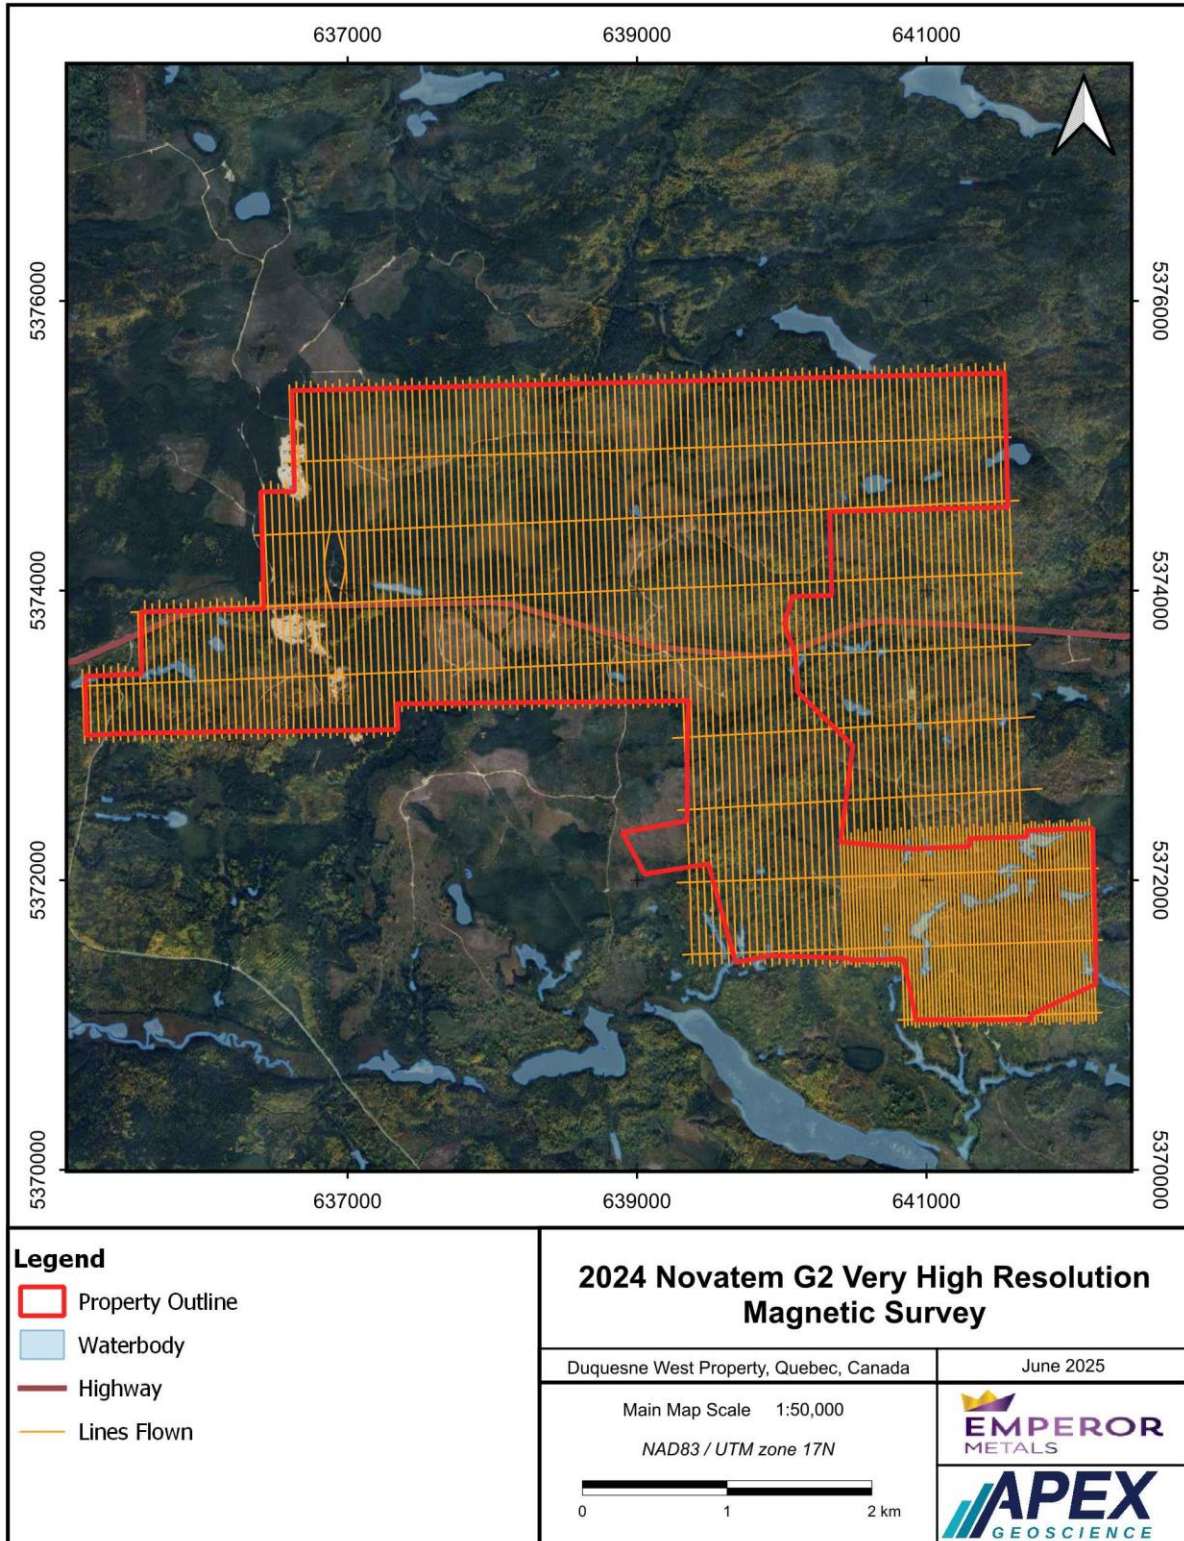 637000 639000 641000
5376000 5376000
5374000 5374000
5372000 5372000
5370000 5370000
637000 639000 641000
Legend
Property Outline
Waterbody
Highway
Lines Flown
2024 Novatem G2 Very High Resolution
Magnetic Survey
Duquesne West Property, Quebec, Canada
June 2025
Main Map Scale 1:50,000
NAD83 / UTM zone 17N
0 1 2 km
EMPEROR
METALS
APEX
GEOSCIENCE